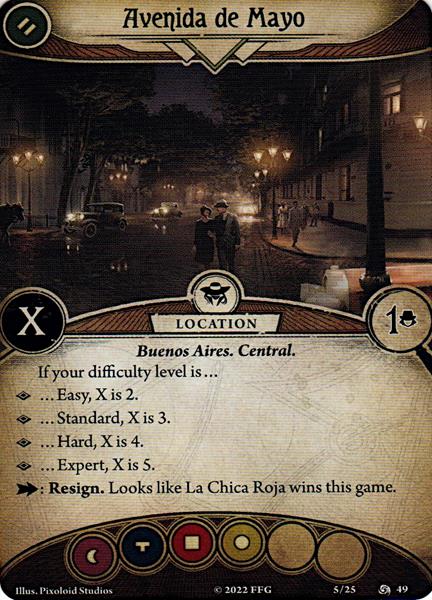 Avenida de Mayo
X
1
LOCATION
Buenos Aires. Central.
If your difficulty level is...
...Easy, X is 2.
...Standard, X is 3.
...Hard, X is 4.
...Expert, X is 5.
: Resign. Looks like La Chica Roja wins this game.
Illus. Pixoloid Studios © 2022 FFG 5/25 49